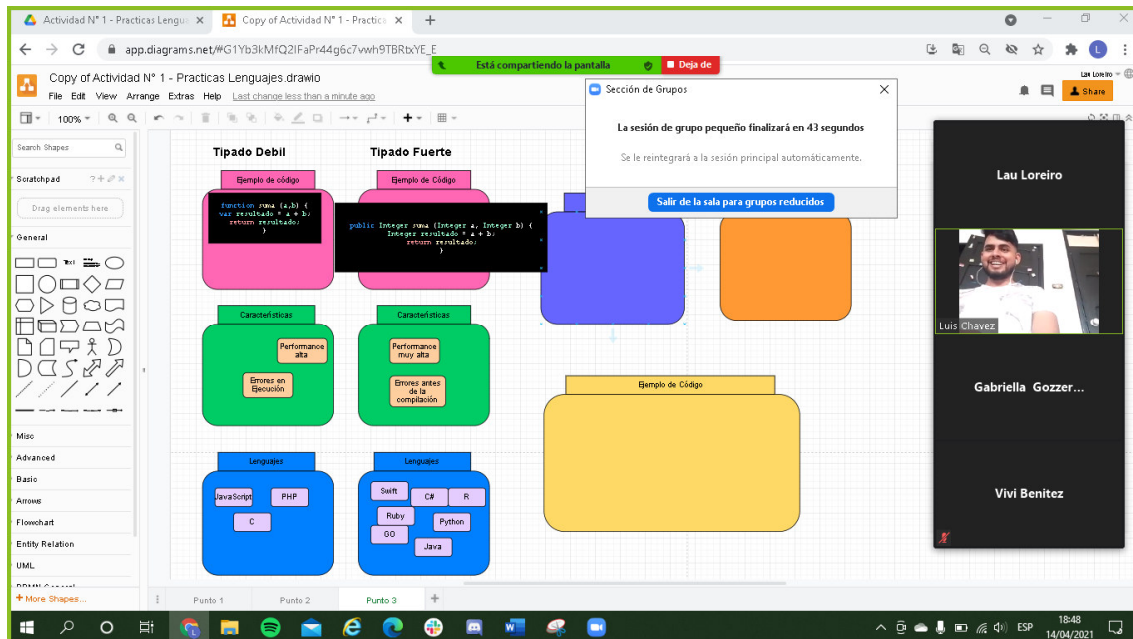 Actividad N° 1 - Practicas Lengu
Copy of Actividad N° 1 - Practica
app.diagrams.net/#G1Yb3kMfQ2IFaPr44g6c7vwh9TBRtxYE_E
Está compartiendo la pantalla
Deja de
Copy of Actividad N° 1 - Practicas Lenguajes.drawio
Lau Loreiro
File Edit View Arrange Extras Help Last change less than a minute ago
Share
100%
Sección de Grupos
La sesión de grupo pequeño finalizará en 43 segundos
Se le reintegrará a la sesión principal automáticamente.
Salir de la sala para grupos reducidos
Search Shapes
Scratchpad
Drag elements here
General
Text
Misc
Advanced
Basic
Arrows
Flowchart
Entity Relation
UML
+ More Shapes...
Tipado Debil
Tipado Fuerte
Ejemplo de código
Ejemplo de Código
function suma (a,b) {
var resultado = a + b;
return resultado;
}
public Integer suma (Integer a, Integer b) {
Integer resultado = a + b;
return resultado;
}
Características
Características
Performance
alta
Errores en
Ejecución
Performance
muy alta
Errores antes
de la
compilación
Lenguajes
Lenguajes
JavaScript
PHP
C
Swift
C#
R
Ruby
Python
GO
Java
Ejemplo de Código
Lau Loreiro
Luis Chavez
Gabriella Gozzer...
Vivi Benitez
Punto 1
Punto 2
Punto 3
ESP
18:48
14/04/2021